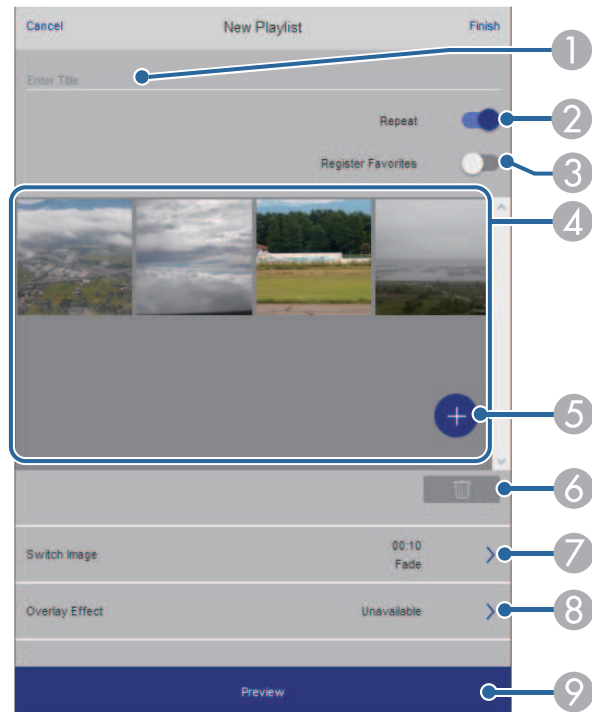 Cancel New Playlist Finish
1
Enter Title
Repeat 2
Register Favorites 3
4
+ 5
6
Switch Image 00:10 7
Fade
Overlay Effect Unavailable 8
Preview 9